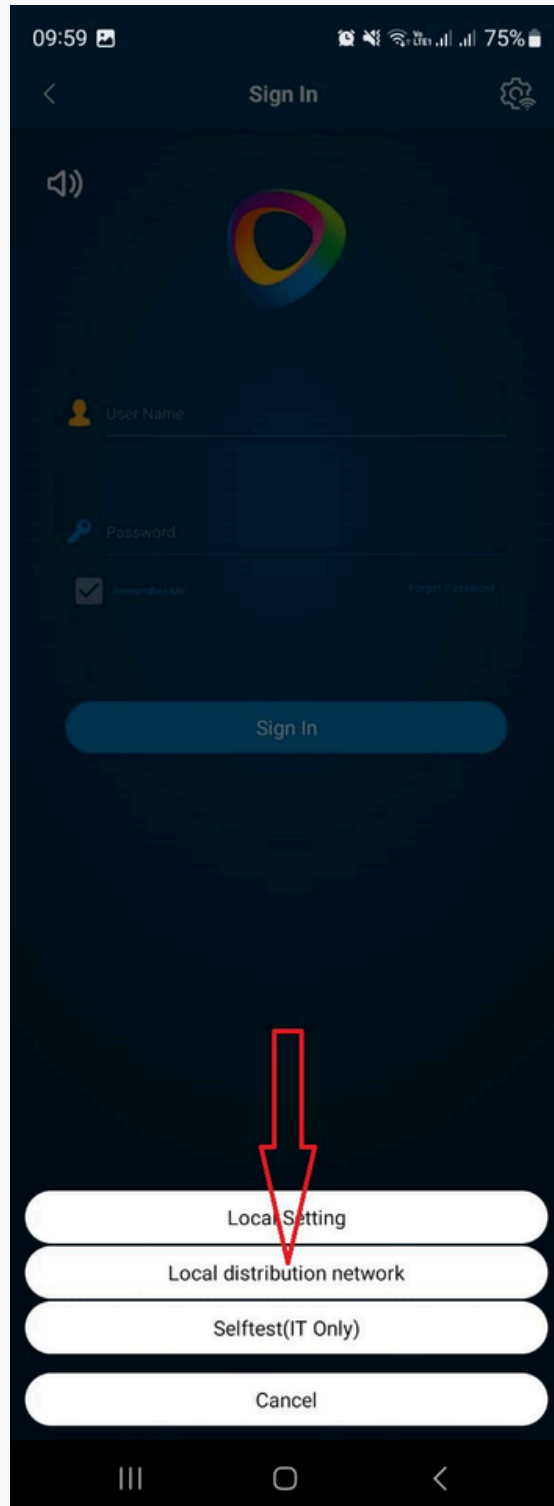 09:59 75%
Sign In
User Name
Password
Remember Me Forget Password
Sign In
Local Setting
Local distribution network
Selftest(IT Only)
Cancel